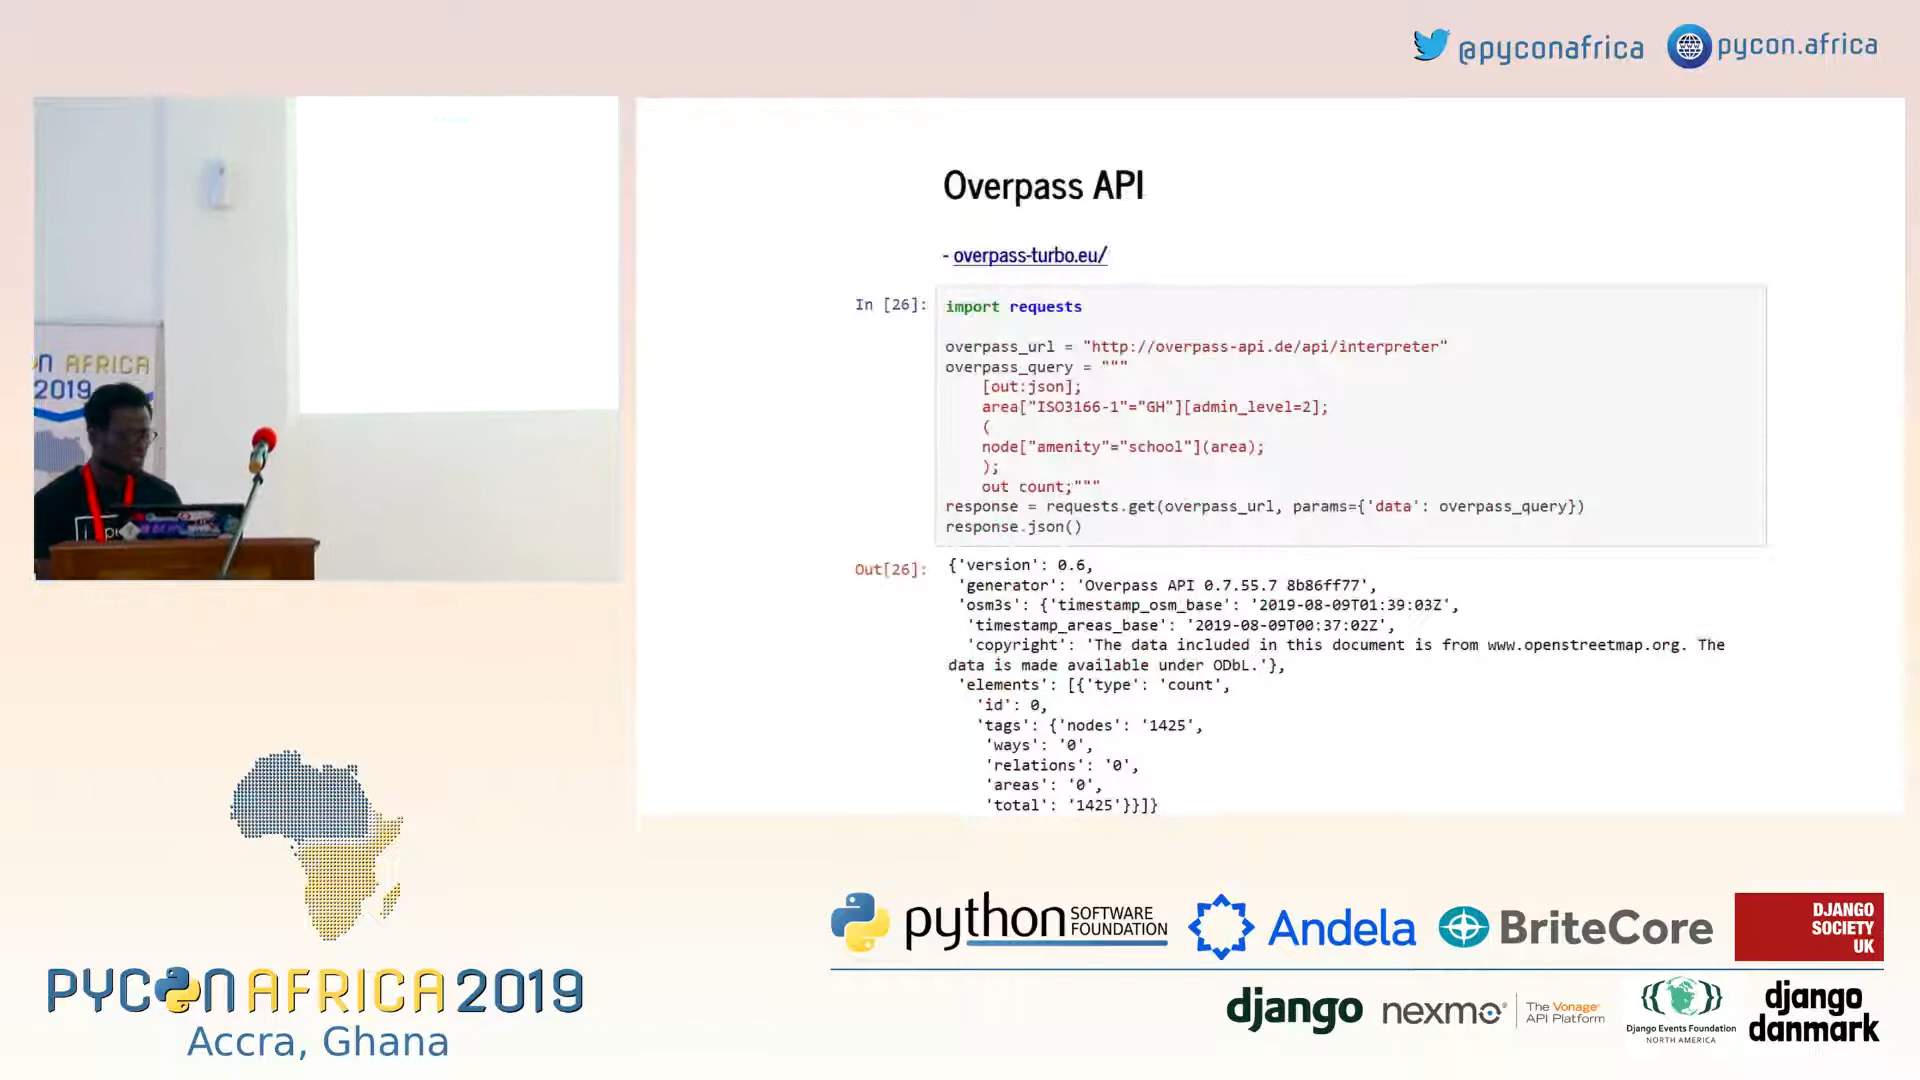 @pyconafrica pycon.africa
ON AFRICA
2019
Overpass API
- overpass-turbo.eu/
In [26]:
import requests
overpass_url = "http://overpass-api.de/api/interpreter"
overpass_query = """
[out:json];
area["ISO3166-1"="GH"][admin_level=2];
(
node["amenity"="school"](area);
);
out count;"""
response = requests.get(overpass_url, params={'data': overpass_query})
response.json()
Out[26]:
{'version': 0.6,
'generator': 'Overpass API 0.7.55.7 8b86ff77',
'osm3s': {'timestamp_osm_base': '2019-08-09T01:39:03Z',
'timestamp_areas_base': '2019-08-09T00:37:02Z',
'copyright': 'The data included in this document is from www.openstreetmap.org. The
data is made available under ODbL.'},
'elements': [{'type': 'count',
'id': 0,
'tags': {'nodes': '1425',
'ways': '0',
'relations': '0',
'areas': '0',
'total': '1425'}}]}
PYCON AFRICA 2019
Accra, Ghana
python SOFTWARE
FOUNDATION
Andela
BriteCore
DJANGO
SOCIETY
UK
django
nexmo
The Vonage
API Platform
Django Events Foundation
NORTH AMERICA
django
danmark